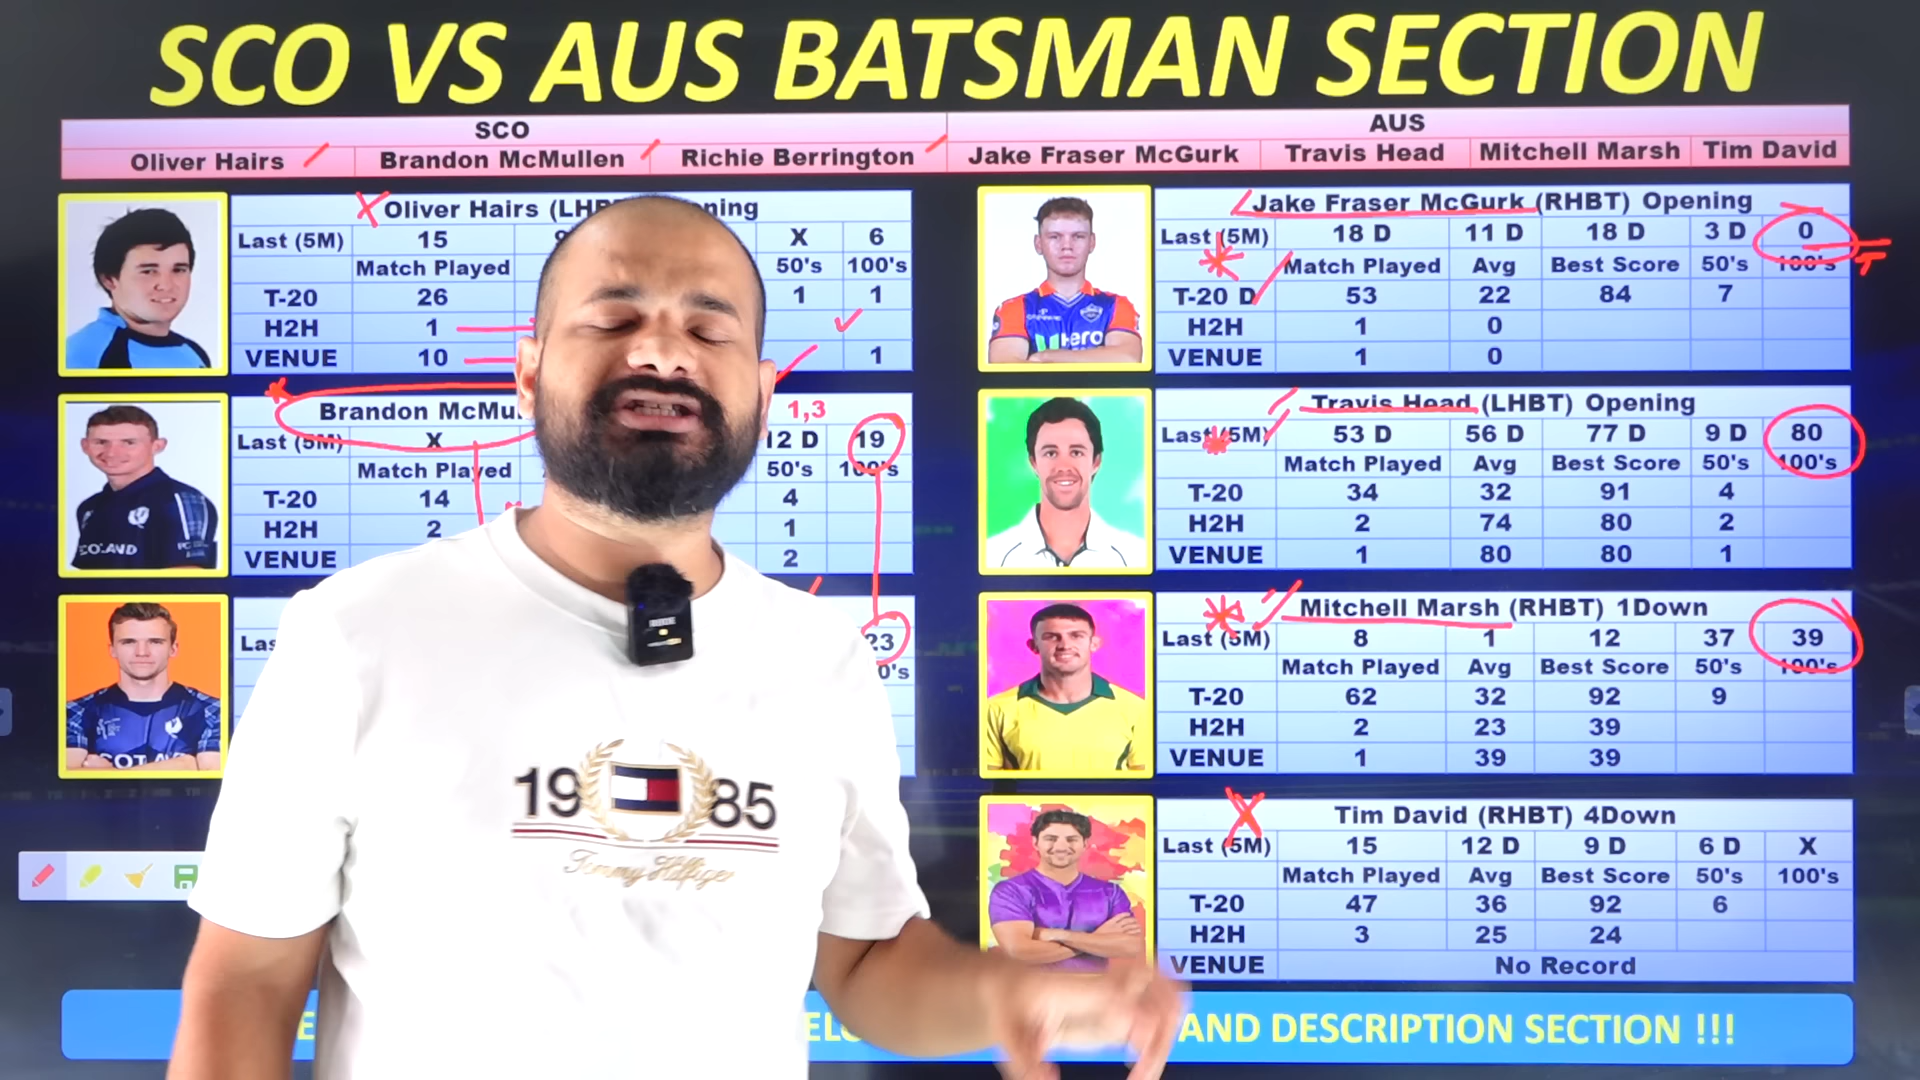 SCO VS AUS BATSMAN SECTION
SCO AUS
Oliver Hairs Brandon McMullen Richie Berrington Jake Fraser McGurk Travis Head Mitchell Marsh Tim David
X Oliver Hairs
Last (5M) 15 X 6
Match Played 50's 100's
T-20 26 1 1
H2H 1
VENUE 10 1
Brandon
1,3
Last (5M) X 12 D 19
Match Played 50's 100's
T-20 14 4
H2H 2 1
VENUE 2
23
Jake Fraser McGurk (RHBT) Opening
Last (5M) 18 D 11 D 18 D 3 D 0
Match Played Avg Best Score 50's 100's
T-20 D 53 22 84 7
H2H 1 0
VENUE 1 0
Travis Head (LHBT) Opening
Last (5M) 53 D 56 D 77 D 9 D 80
Match Played Avg Best Score 50's 100's
T-20 34 32 91 4
H2H 2 74 80 2
VENUE 1 80 80 1
Mitchell Marsh (RHBT) 1Down
Last (5M) 8 1 12 37 39
Match Played Avg Best Score 50's 100's
T-20 62 32 92 9
H2H 2 23 39
VENUE 1 39 39
X Tim David (RHBT) 4Down
Last (5M) 15 12 D 9 D 6 D X
Match Played Avg Best Score 50's 100's
T-20 47 36 92 6
H2H 3 25 24
VENUE No Record
AND DESCRIPTION SECTION !!!
1985
Tommy Hilfiger